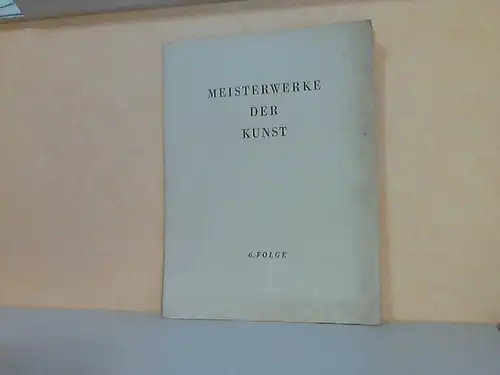 MEISTERWERKE
DER
KUNST
6. FOLGE